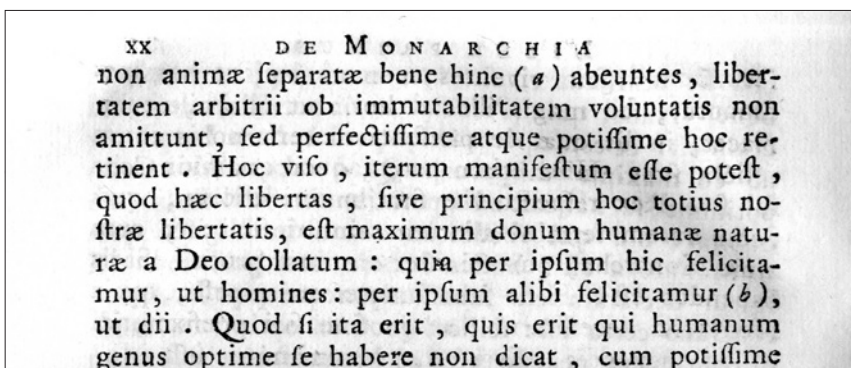 XX DE MONARCHIA
non animæ ſeparatæ bene hinc (a) abeuntes, liber-
tatem arbitrii ob immutabilitatem voluntatis non
amittunt, ſed perfectiſſime atque potiſſime hoc re-
tinent. Hoc viſo, iterum manifeſtum eſſe poteſt,
quod hæc libertas, ſive principium hoc totius no-
ſtræ libertatis, eſt maximum donum humanæ natu-
ræ a Deo collatum: quia per ipſum hic felicita-
mur, ut homines: per ipſum alibi felicitamur (b),
ut dii. Quod ſi ita erit, quis erit qui humanum
genus optime ſe habere non dicat, cum potiſſime